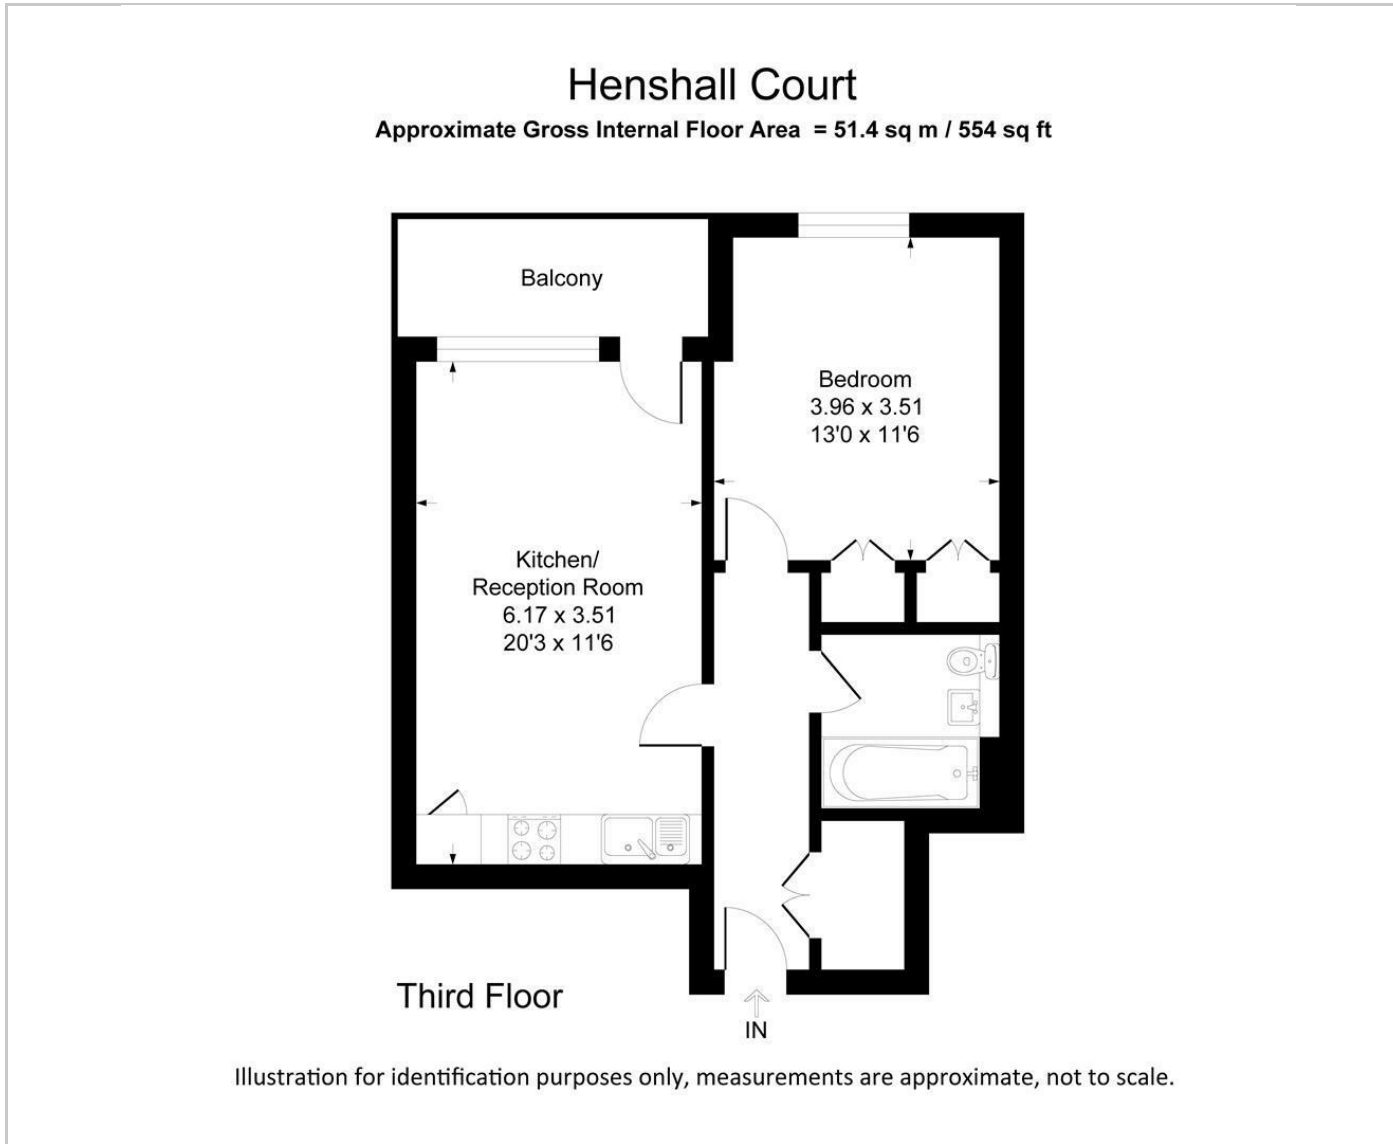 Henshall Court
Approximate Gross Internal Floor Area = 51.4 sq m / 554 sq ft
Balcony
Bedroom
3.96 x 3.51
13'0 x 11'6
Kitchen/
Reception Room
6.17 x 3.51
20'3 x 11'6
Third Floor
IN
Illustration for identification purposes only, measurements are approximate, not to scale.